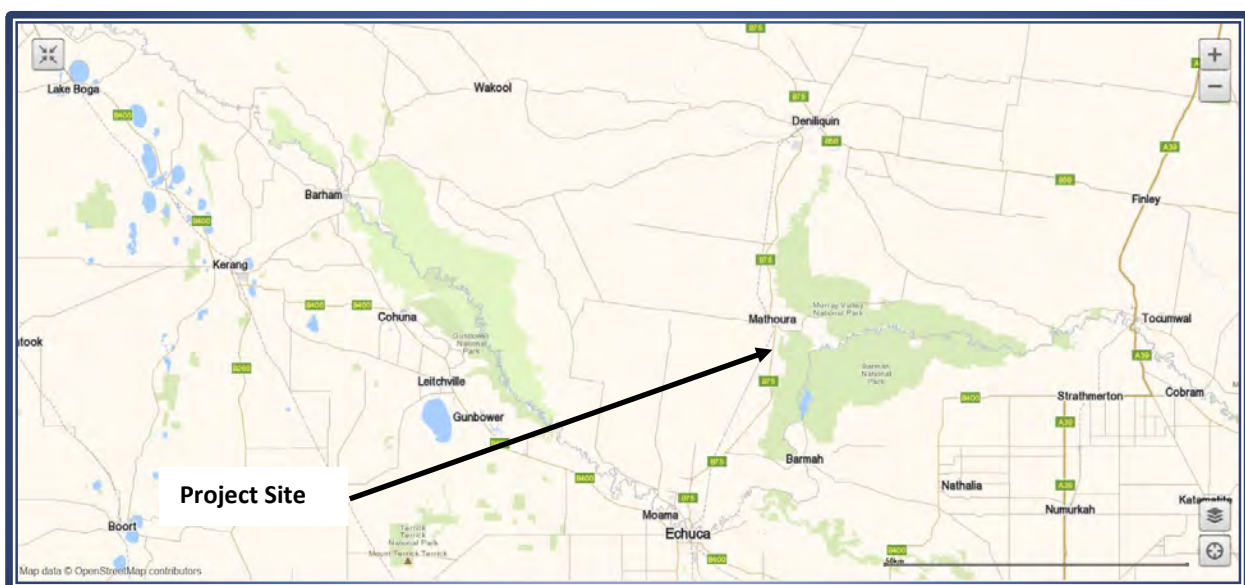 B75
A39
Lake Boga
Wakool
B75
B400
Deniliquin
B58
A39
B58
Barham
Finley
B400
Kerang
B75
B400
B400
Murray Valley
National Park
Cohuna
Mathoura
Tocumwal
Gunbower
National
Park
A39
B260
Barmah
National
Park
Leitchville
B75
Strathmerton
Cobram
B400
Gunbower
A39
B400
B75
Barmah
Project Site
B400
Nathalia
A39
B75
Numurkah
Moama
Boort
Echuca
Terrick
Terrick
National Park
Mount Terrick Terrick
B400
B400
50km
Map data © OpenStreetMap contributors